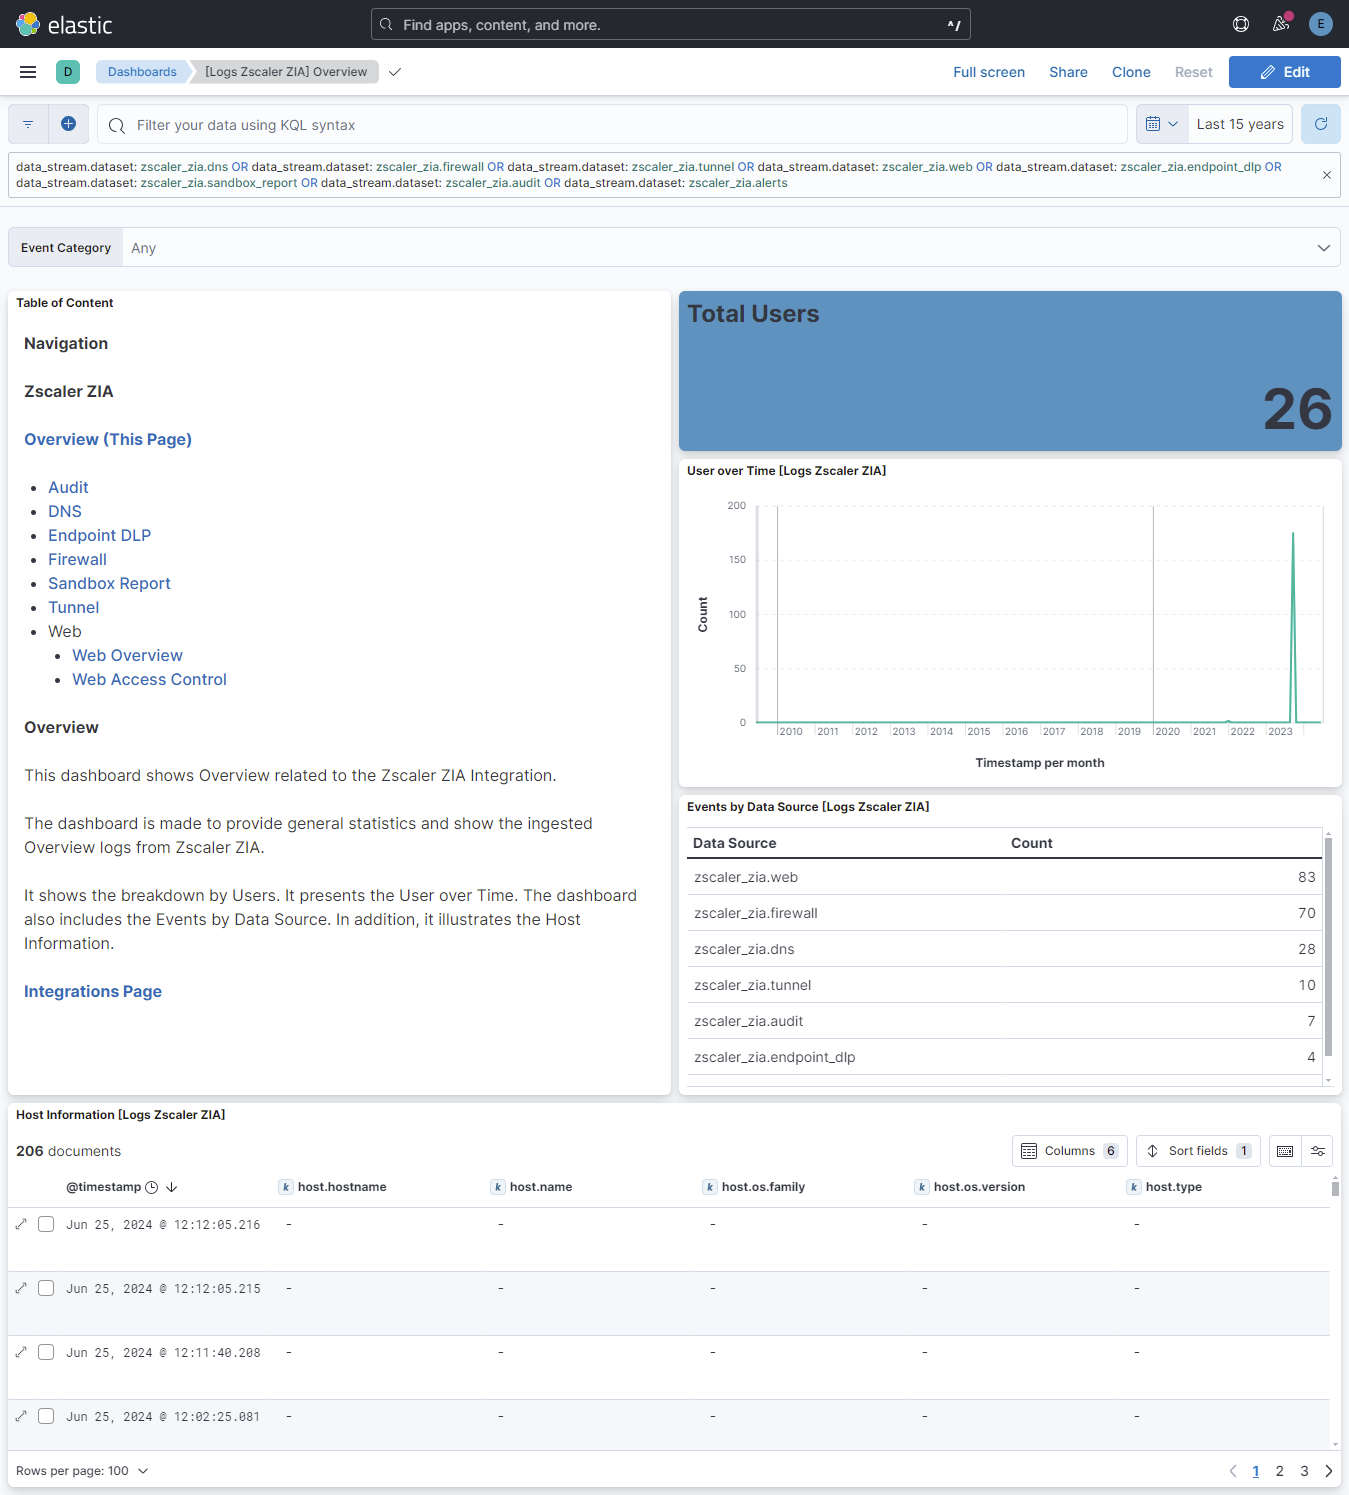 elastic
Find apps, content, and more.
^/
E
D
Dashboards
[Logs Zscaler ZIA] Overview
Full screen
Share
Clone
Reset
Edit
Filter your data using KQL syntax
Last 15 years
data_stream.dataset: zscaler_zia.dns OR data_stream.dataset: zscaler_zia.firewall OR data_stream.dataset: zscaler_zia.tunnel OR data_stream.dataset: zscaler_zia.web OR data_stream.dataset: zscaler_zia.endpoint_dlp OR
data_stream.dataset: zscaler_zia.sandbox_report OR data_stream.dataset: zscaler_zia.audit OR data_stream.dataset: zscaler_zia.alerts
Event Category
Any
Table of Content
Navigation
Zscaler ZIA
Overview (This Page)
Audit
DNS
Endpoint DLP
Firewall
Sandbox Report
Tunnel
Web
Web Overview
Web Access Control
Overview
This dashboard shows Overview related to the Zscaler ZIA Integration.
The dashboard is made to provide general statistics and show the ingested
Overview logs from Zscaler ZIA.
It shows the breakdown by Users. It presents the User over Time. The dashboard
also includes the Events by Data Source. In addition, it illustrates the Host
Information.
Integrations Page
Total Users
26
User over Time [Logs Zscaler ZIA]
200
150
100
50
0
Count
2010 2011 2012 2013 2014 2015 2016 2017 2018 2019 2020 2021 2022 2023
Timestamp per month
Events by Data Source [Logs Zscaler ZIA]
Data Source Count
zscaler_zia.web 83
zscaler_zia.firewall 70
zscaler_zia.dns 28
zscaler_zia.tunnel 10
zscaler_zia.audit 7
zscaler_zia.endpoint_dlp 4
Host Information [Logs Zscaler ZIA]
206 documents
Columns 6
Sort fields 1
@timestamp k host.hostname k host.name k host.os.family k host.os.version k host.type
Jun 25, 2024 @ 12:12:05.216 - - - - -
Jun 25, 2024 @ 12:12:05.215 - - - - -
Jun 25, 2024 @ 12:11:40.208 - - - - -
Jun 25, 2024 @ 12:02:25.081 - - - - -
Rows per page: 100
1 2 3